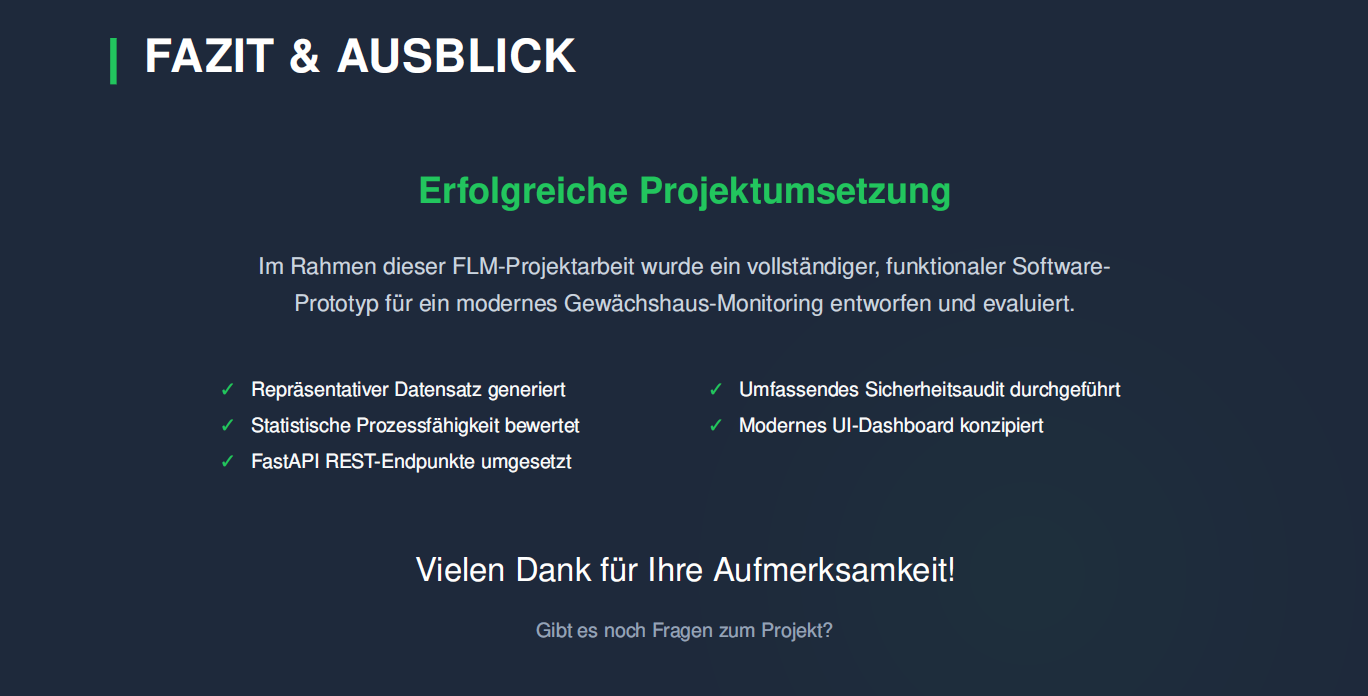 FAZIT & AUSBLICK
Erfolgreiche Projektumsetzung
Im Rahmen dieser FLM-Projektarbeit wurde ein vollständiger, funktionaler Software-
Prototyp für ein modernes Gewächshaus-Monitoring entworfen und evaluiert.
✓ Repräsentativer Datensatz generiert
✓ Statistische Prozessfähigkeit bewertet
✓ FastAPI REST-Endpunkte umgesetzt
✓ Umfassendes Sicherheitsaudit durchgeführt
✓ Modernes UI-Dashboard konzipiert
Vielen Dank für Ihre Aufmerksamkeit!
Gibt es noch Fragen zum Projekt?